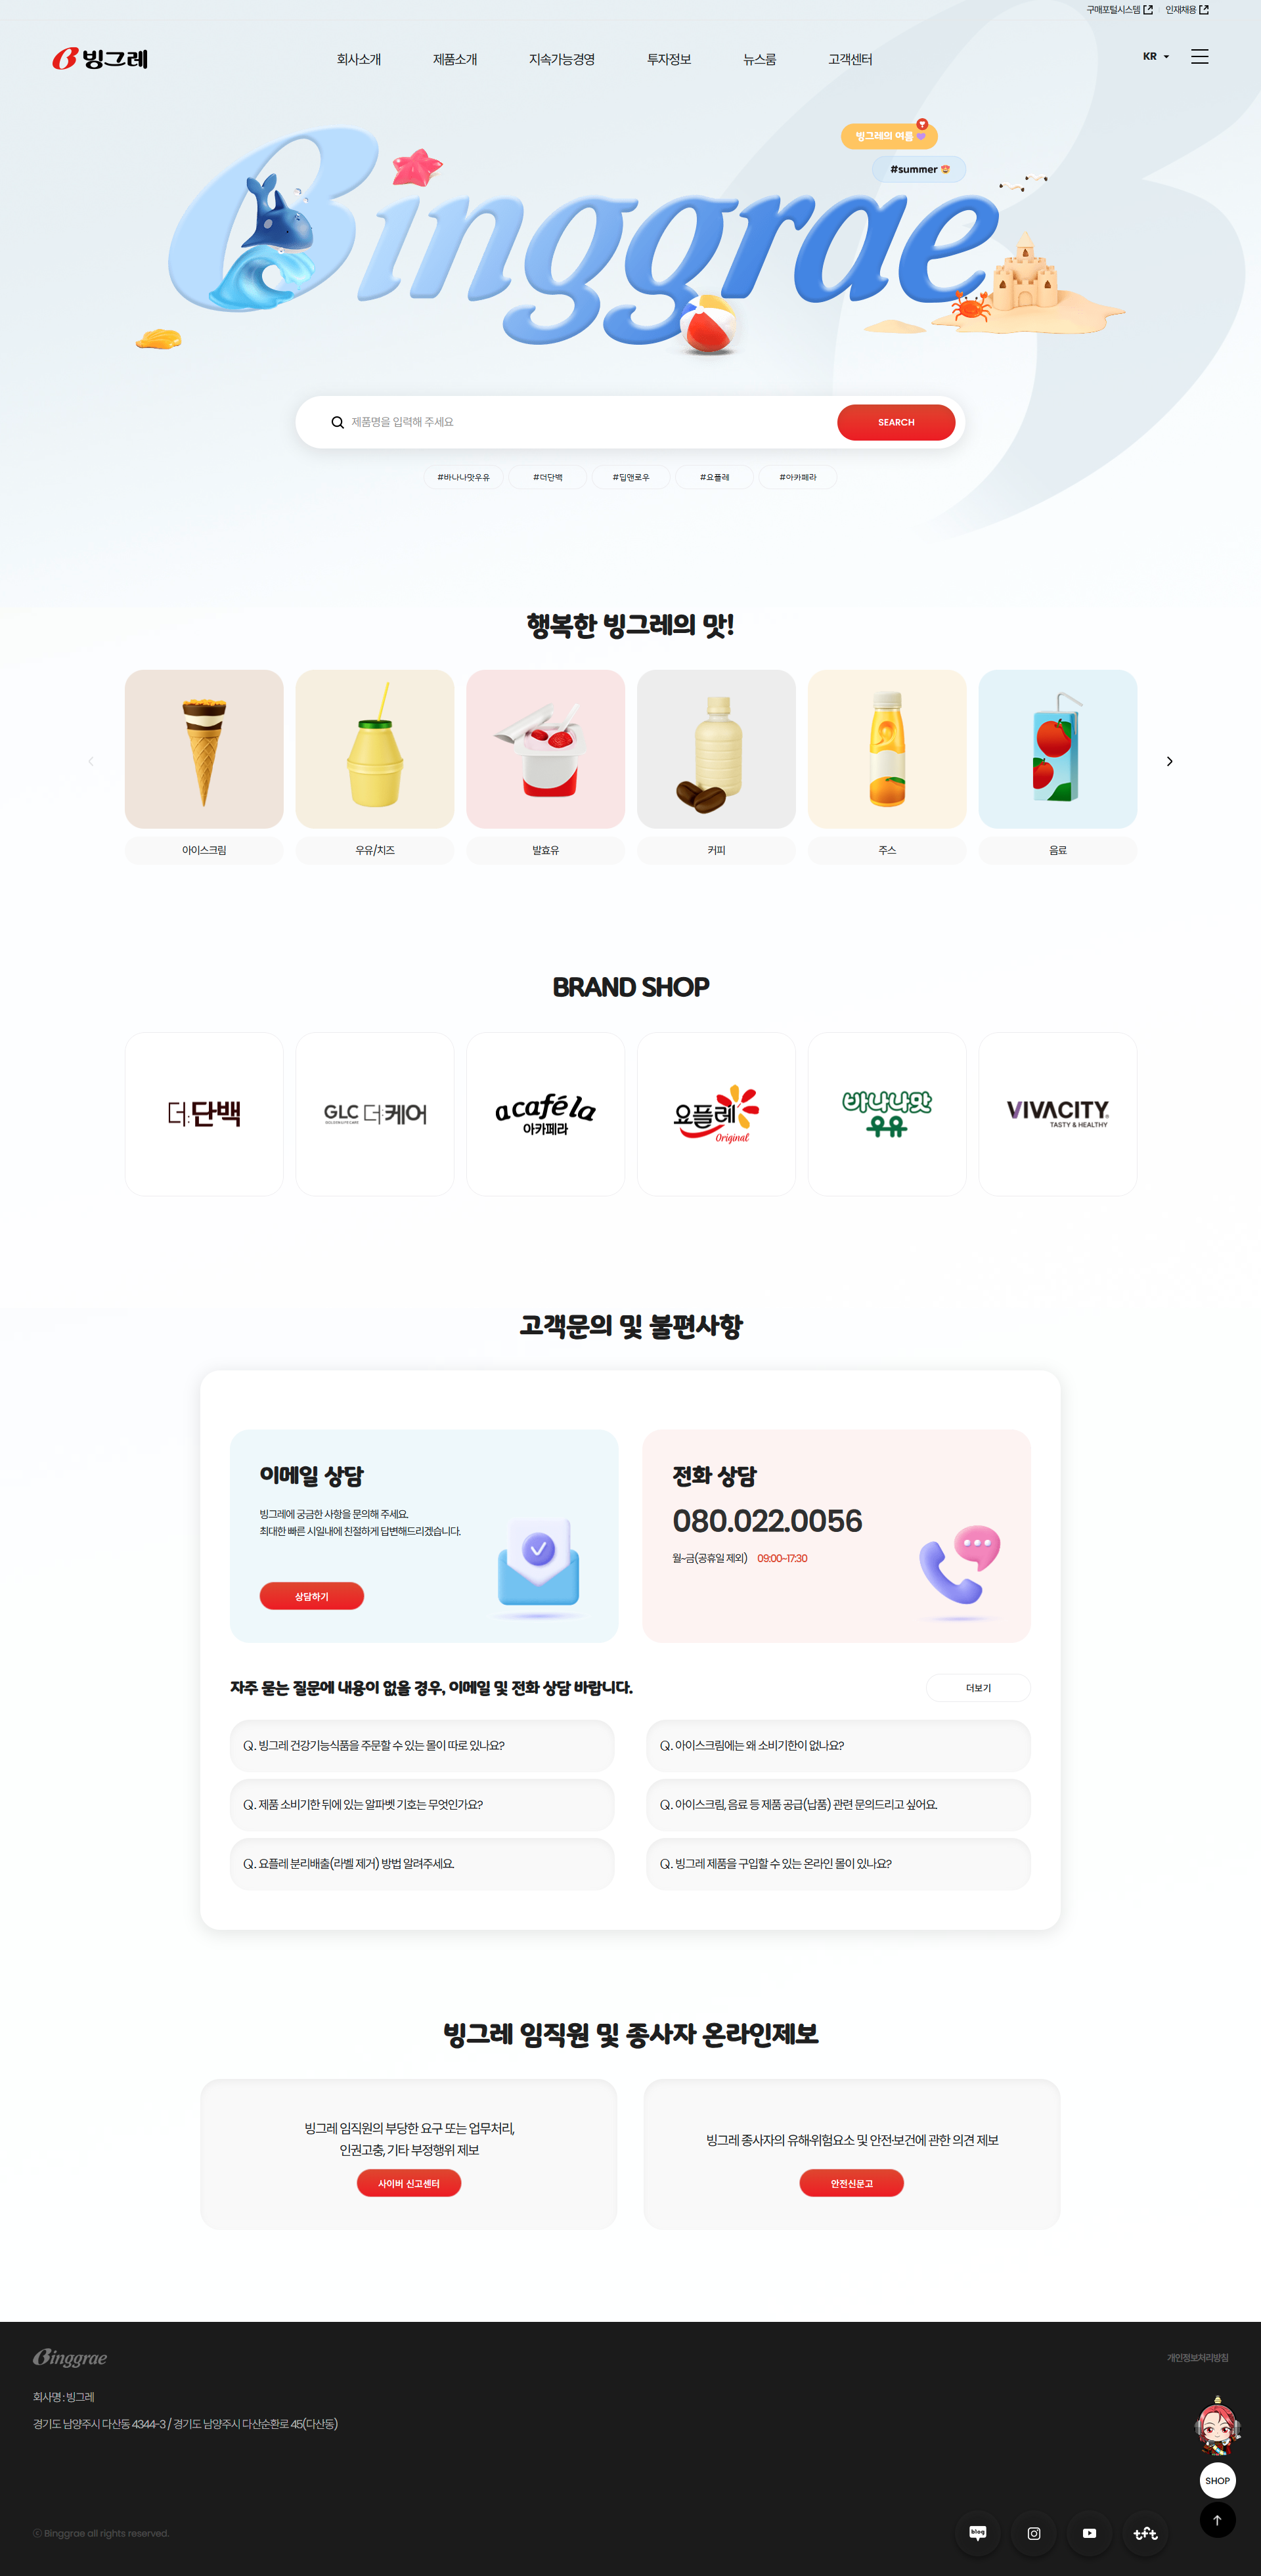 구매포털시스템
인재채용
빙그레
회사소개
제품소개
지속가능경영
투자정보
뉴스룸
고객센터
KR
빙그레의 여름
#summer
Binggrae
제품명을 입력해 주세요
SEARCH
#바나나맛우유
#더단백
#딥앤로우
#요플레
#아카페라
행복한 빙그레의 맛!
아이스크림
우유/치즈
발효유
커피
주스
음료
BRAND SHOP
더:단백
GLC 더:케어
acaféla
아카페라
요플레
Original
바나나맛
우유
VIVACITY
TASTY & HEALTHY
고객문의 및 불편사항
이메일 상담
빙그레에 궁금한 사항을 문의해 주세요.
최대한 빠른 시일내에 친절하게 답변해드리겠습니다.
상담하기
전화 상담
080.022.0056
월~금(공휴일 제외) 09:00~17:30
자주 묻는 질문에 내용이 없을 경우, 이메일 및 전화 상담 바랍니다.
더보기
Q. 빙그레 건강기능식품을 주문할 수 있는 몰이 따로 있나요?
Q. 아이스크림에는 왜 소비기한이 없나요?
Q. 제품 소비기한 뒤에 있는 알파벳 기호는 무엇인가요?
Q. 아이스크림, 음료 등 제품 공급(납품) 관련 문의드리고 싶어요.
Q. 요플레 분리배출(라벨 제거) 방법 알려주세요.
Q. 빙그레 제품을 구입할 수 있는 온라인 몰이 있나요?
빙그레 임직원 및 종사자 온라인제보
빙그레 임직원의 부당한 요구 또는 업무처리,
인권고충, 기타 부정행위 제보
사이버 신고센터
빙그레 종사자의 유해·위험요소 및 안전·보건에 관한 의견 제보
안전신문고
Binggrae
개인정보처리방침
회사명 : 빙그레
경기도 남양주시 다산동 4344-3 / 경기도 남양주시 다산순환로 45(다산동)
SHOP
ⓒ Binggrae all rights reserved.
blog
tft